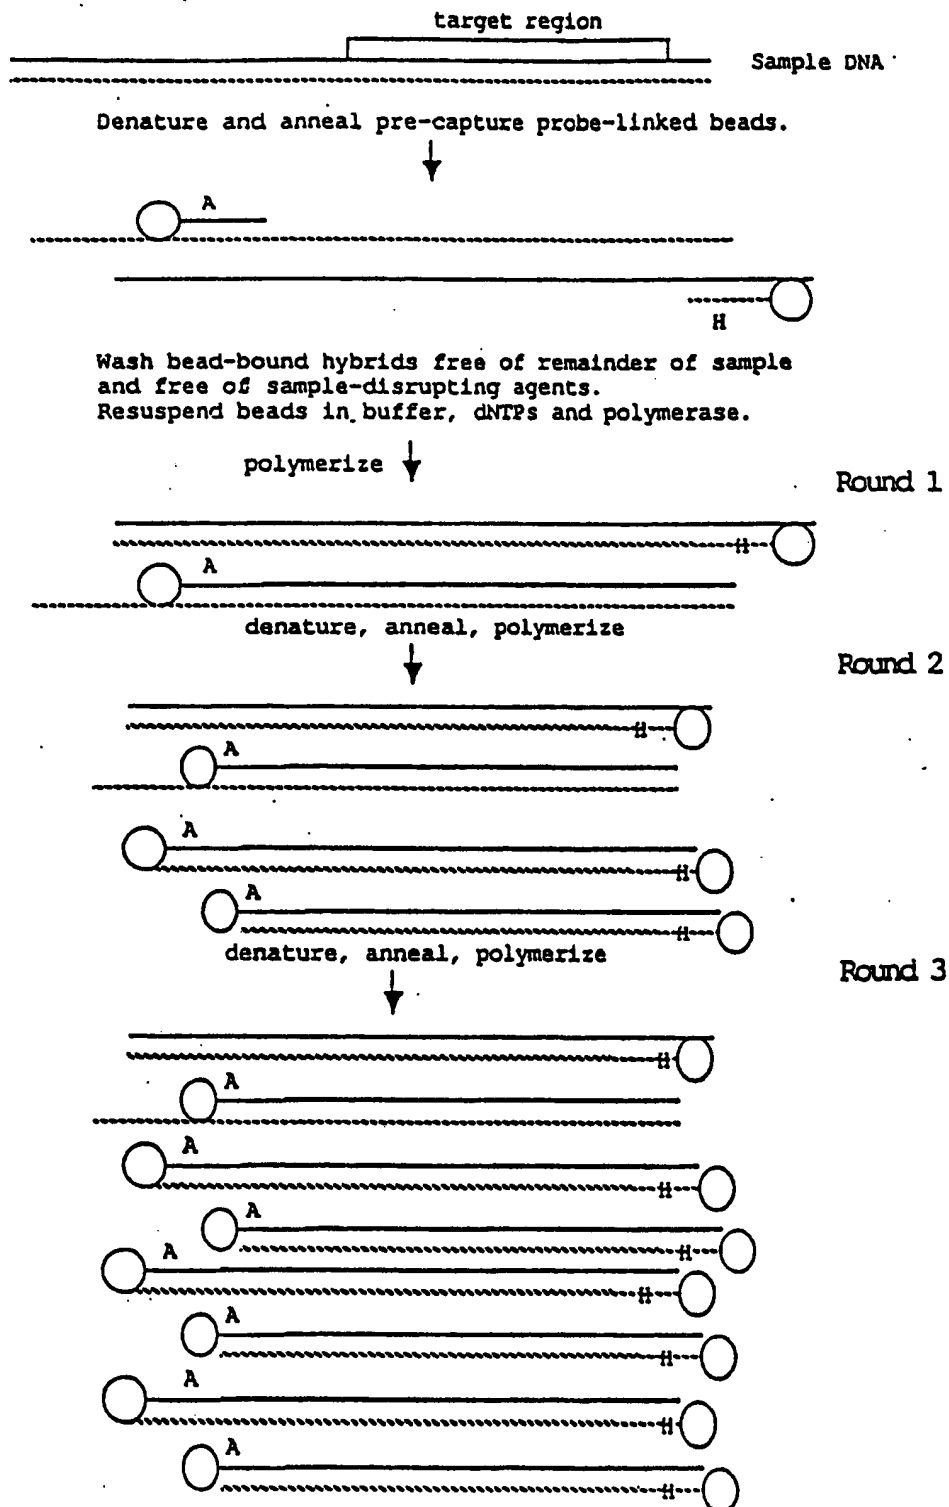 target region
Sample DNA
Denature and anneal pre-capture probe-linked beads.
A
H
Wash bead-bound hybrids free of remainder of sample
and free of sample-disrupting agents.
Resuspend beads in buffer, dNTPs and polymerase.
polymerize
Round 1
H
A
denature, anneal, polymerize
Round 2
H
A
A
H
A
H
denature, anneal, polymerize
Round 3
H
A
A
H
A
H
A
H
A
H
A
H
A
H